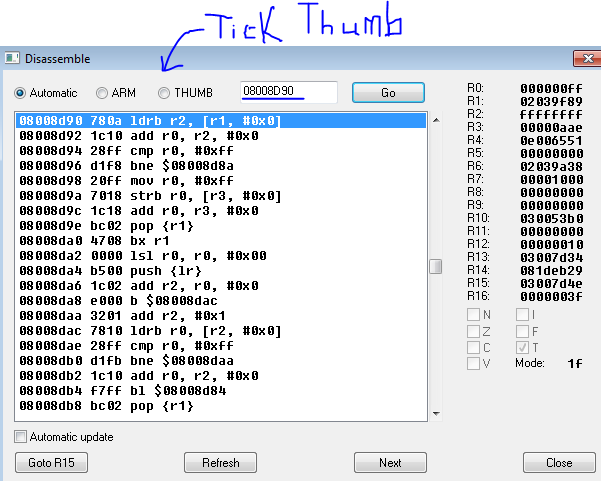 Tick Thumb
Disassemble
Automatic ARM THUMB 08008D90 Go
08008d90 780a ldrb r2, [r1, #0x0]
08008d92 1c10 add r0, r2, #0x0
08008d94 28ff cmp r0, #0xff
08008d96 d1f8 bne $08008d8a
08008d98 20ff mov r0, #0xff
08008d9a 7018 strb r0, [r3, #0x0]
08008d9c 1c18 add r0, r3, #0x0
08008d9e bc02 pop {r1}
08008da0 4708 bx r1
08008da2 0000 lsl r0, r0, #0x00
08008da4 b500 push {lr}
08008da6 1c02 add r2, r0, #0x0
08008da8 e000 b $08008dac
08008daa 3201 add r2, #0x1
08008dac 7810 ldrb r0, [r2, #0x0]
08008dae 28ff cmp r0, #0xff
08008db0 d1fb bne $08008daa
08008db2 1c10 add r0, r2, #0x0
08008db4 f7ff bl $08008d84
08008db8 bc02 pop {r1}
R0: 000000ff
R1: 02039f89
R2: ffffffff
R3: 00000aae
R4: 0e006551
R5: 00000000
R6: 02039a38
R7: 00001000
R8: 00000000
R9: 00000000
R10: 030053b0
R11: 00000000
R12: 00000010
R13: 03007d34
R14: 081deb29
R15: 03007d4e
R16: 0000003f
N I
Z F
C T
V Mode: 1f
Automatic update
Goto R15 Refresh Next Close